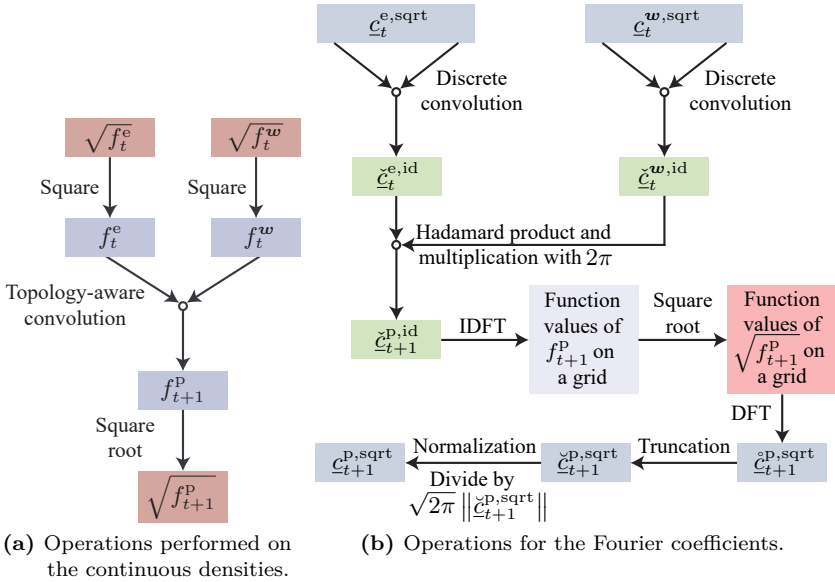 √f_t^e
√f_t^w
Square
Square
f_t^e
f_t^w
Topology-aware
convolution
f_{t+1}^p
Square
root
√f_{t+1}^p
(a) Operations performed on
the continuous densities.
c_t^{e,sqrt}
c_t^{w,sqrt}
Discrete
convolution
Discrete
convolution
č_t^{e,id}
č_t^{w,id}
Hadamard product and
multiplication with 2π
č_{t+1}^{p,id}
IDFT
Function
values of
f_{t+1}^p on
a grid
Square
root
Function
values of
√f_{t+1}^p on
a grid
DFT
c̊_{t+1}^{p,sqrt}
Truncation
c̆_{t+1}^{p,sqrt}
Normalization
Divide by
√2π ||c̆_{t+1}^{p,sqrt}||
c_{t+1}^{p,sqrt}
(b) Operations for the Fourier coefficients.